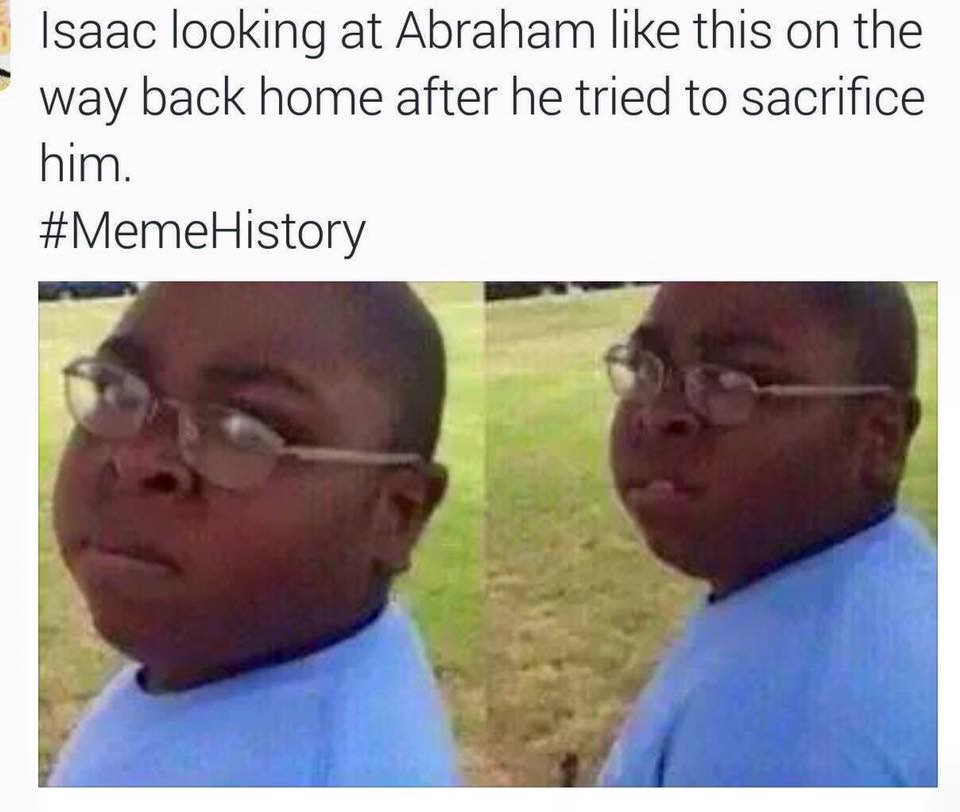 Isaac looking at Abraham like this on the
way back home after he tried to sacrifice
him.
#MemeHistory